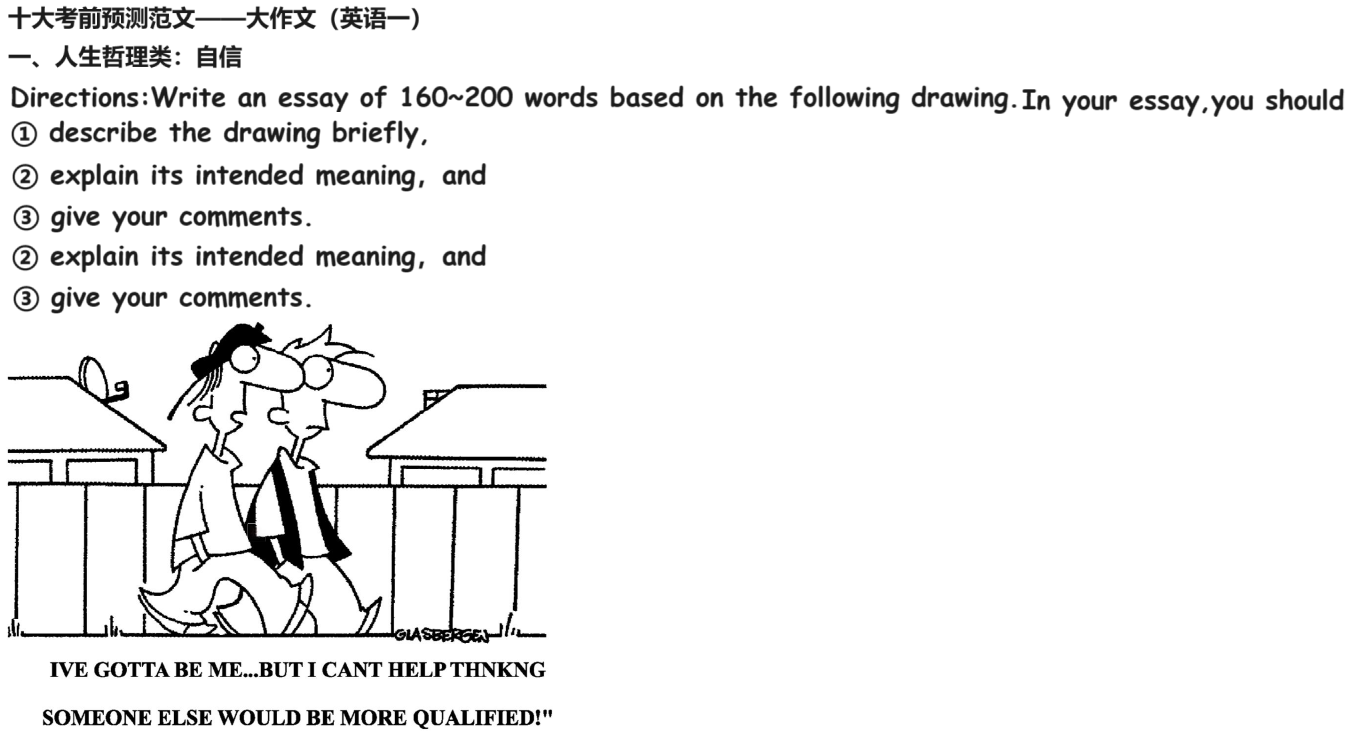 十大考前预测范文——大作文（英语一）
一、人生哲理类：自信
Directions:Write an essay of 160~200 words based on the following drawing.In your essay,you should
① describe the drawing briefly,
② explain its intended meaning, and
③ give your comments.
② explain its intended meaning, and
③ give your comments.
GLASBERGEN
IVE GOTTA BE ME...BUT I CANT HELP THNKNG
SOMEONE ELSE WOULD BE MORE QUALIFIED!"